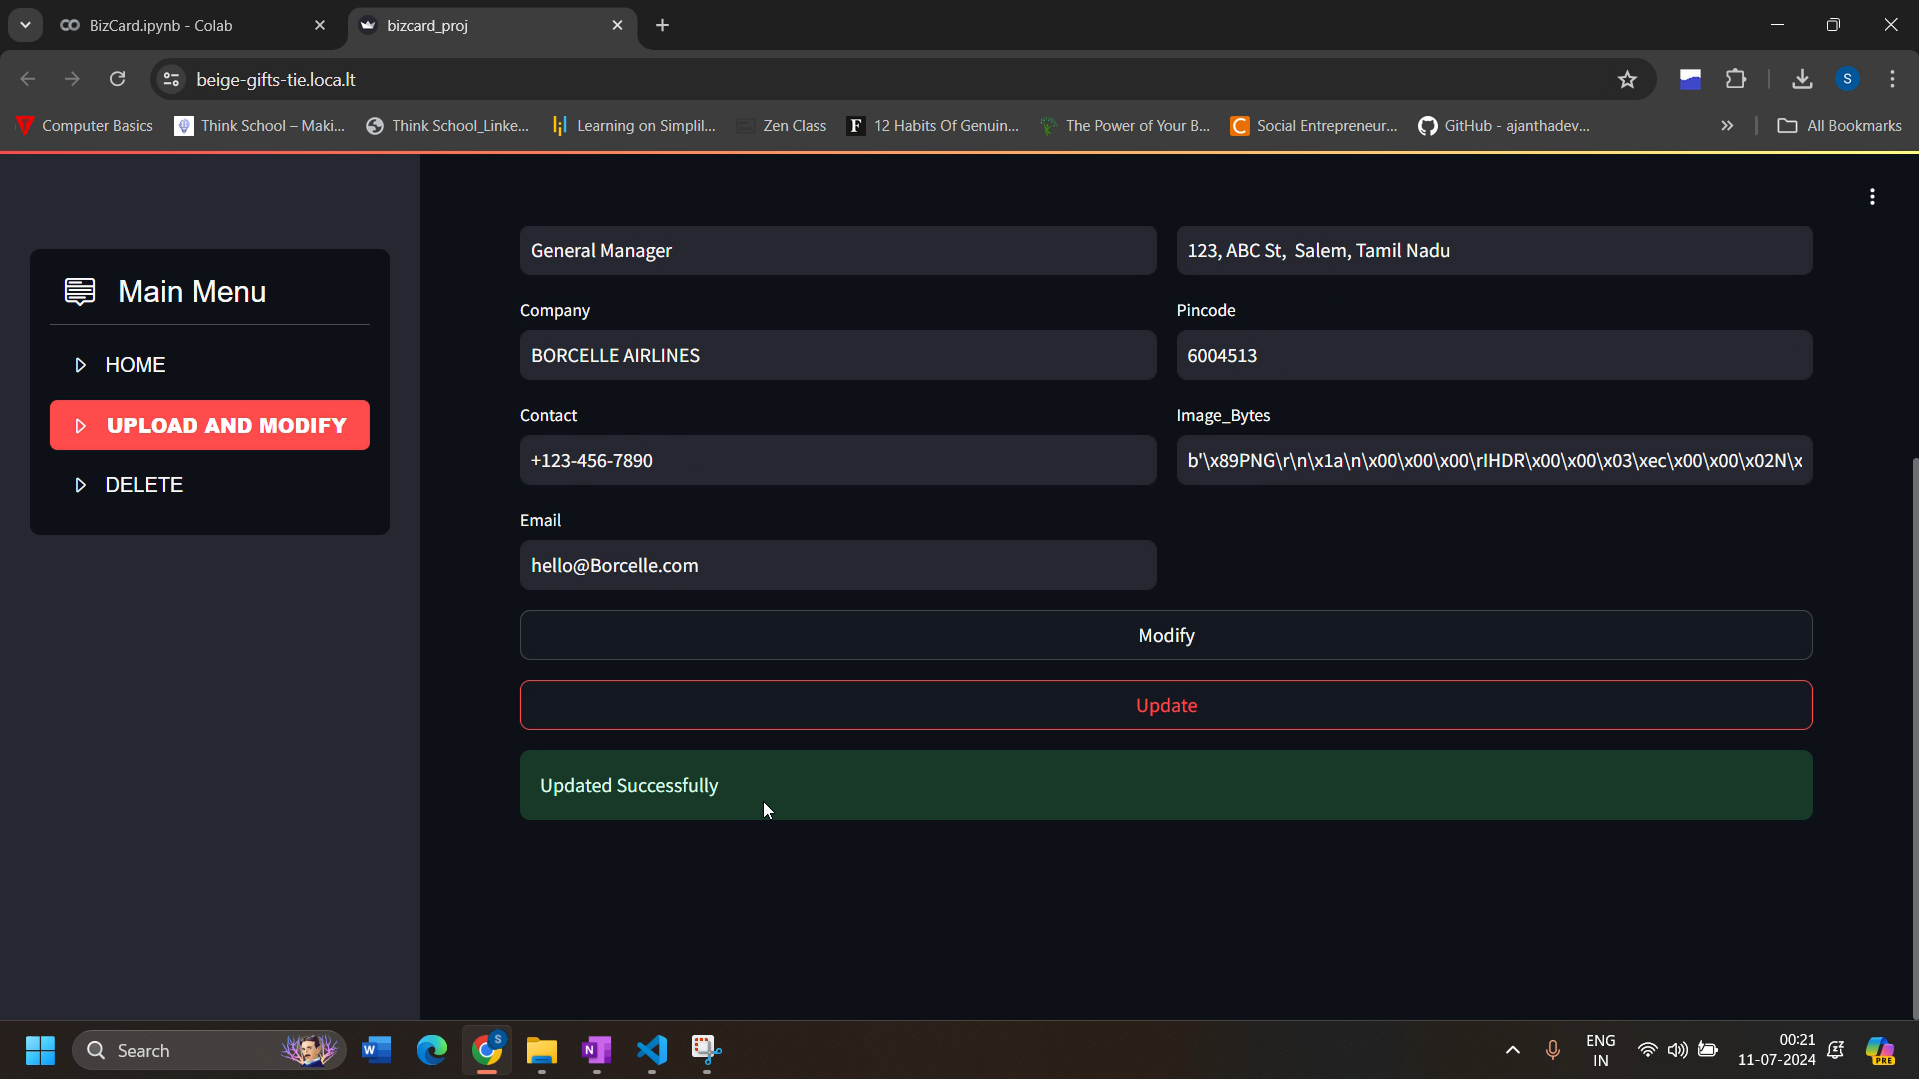 BizCard.ipynb - Colab
bizcard_proj
beige-gifts-tie.loca.lt
S
Computer Basics
Think School – Maki...
Think School_Linke...
Learning on Simplil...
Zen Class
12 Habits Of Genuin...
The Power of Your B...
Social Entrepreneur...
GitHub - ajanthadev...
All Bookmarks
Main Menu
HOME
UPLOAD AND MODIFY
DELETE
General Manager
123, ABC St,  Salem, Tamil Nadu
Company
Pincode
BORCELLE AIRLINES
6004513
Contact
Image_Bytes
+123-456-7890
b'\x89PNG\r\n\x1a\n\x00\x00\x00\rIHDR\x00\x00\x03\xec\x00\x00\x02N\x
Email
hello@Borcelle.com
Modify
Update
Updated Successfully
Search
ENG
IN
00:21
11-07-2024
PRE